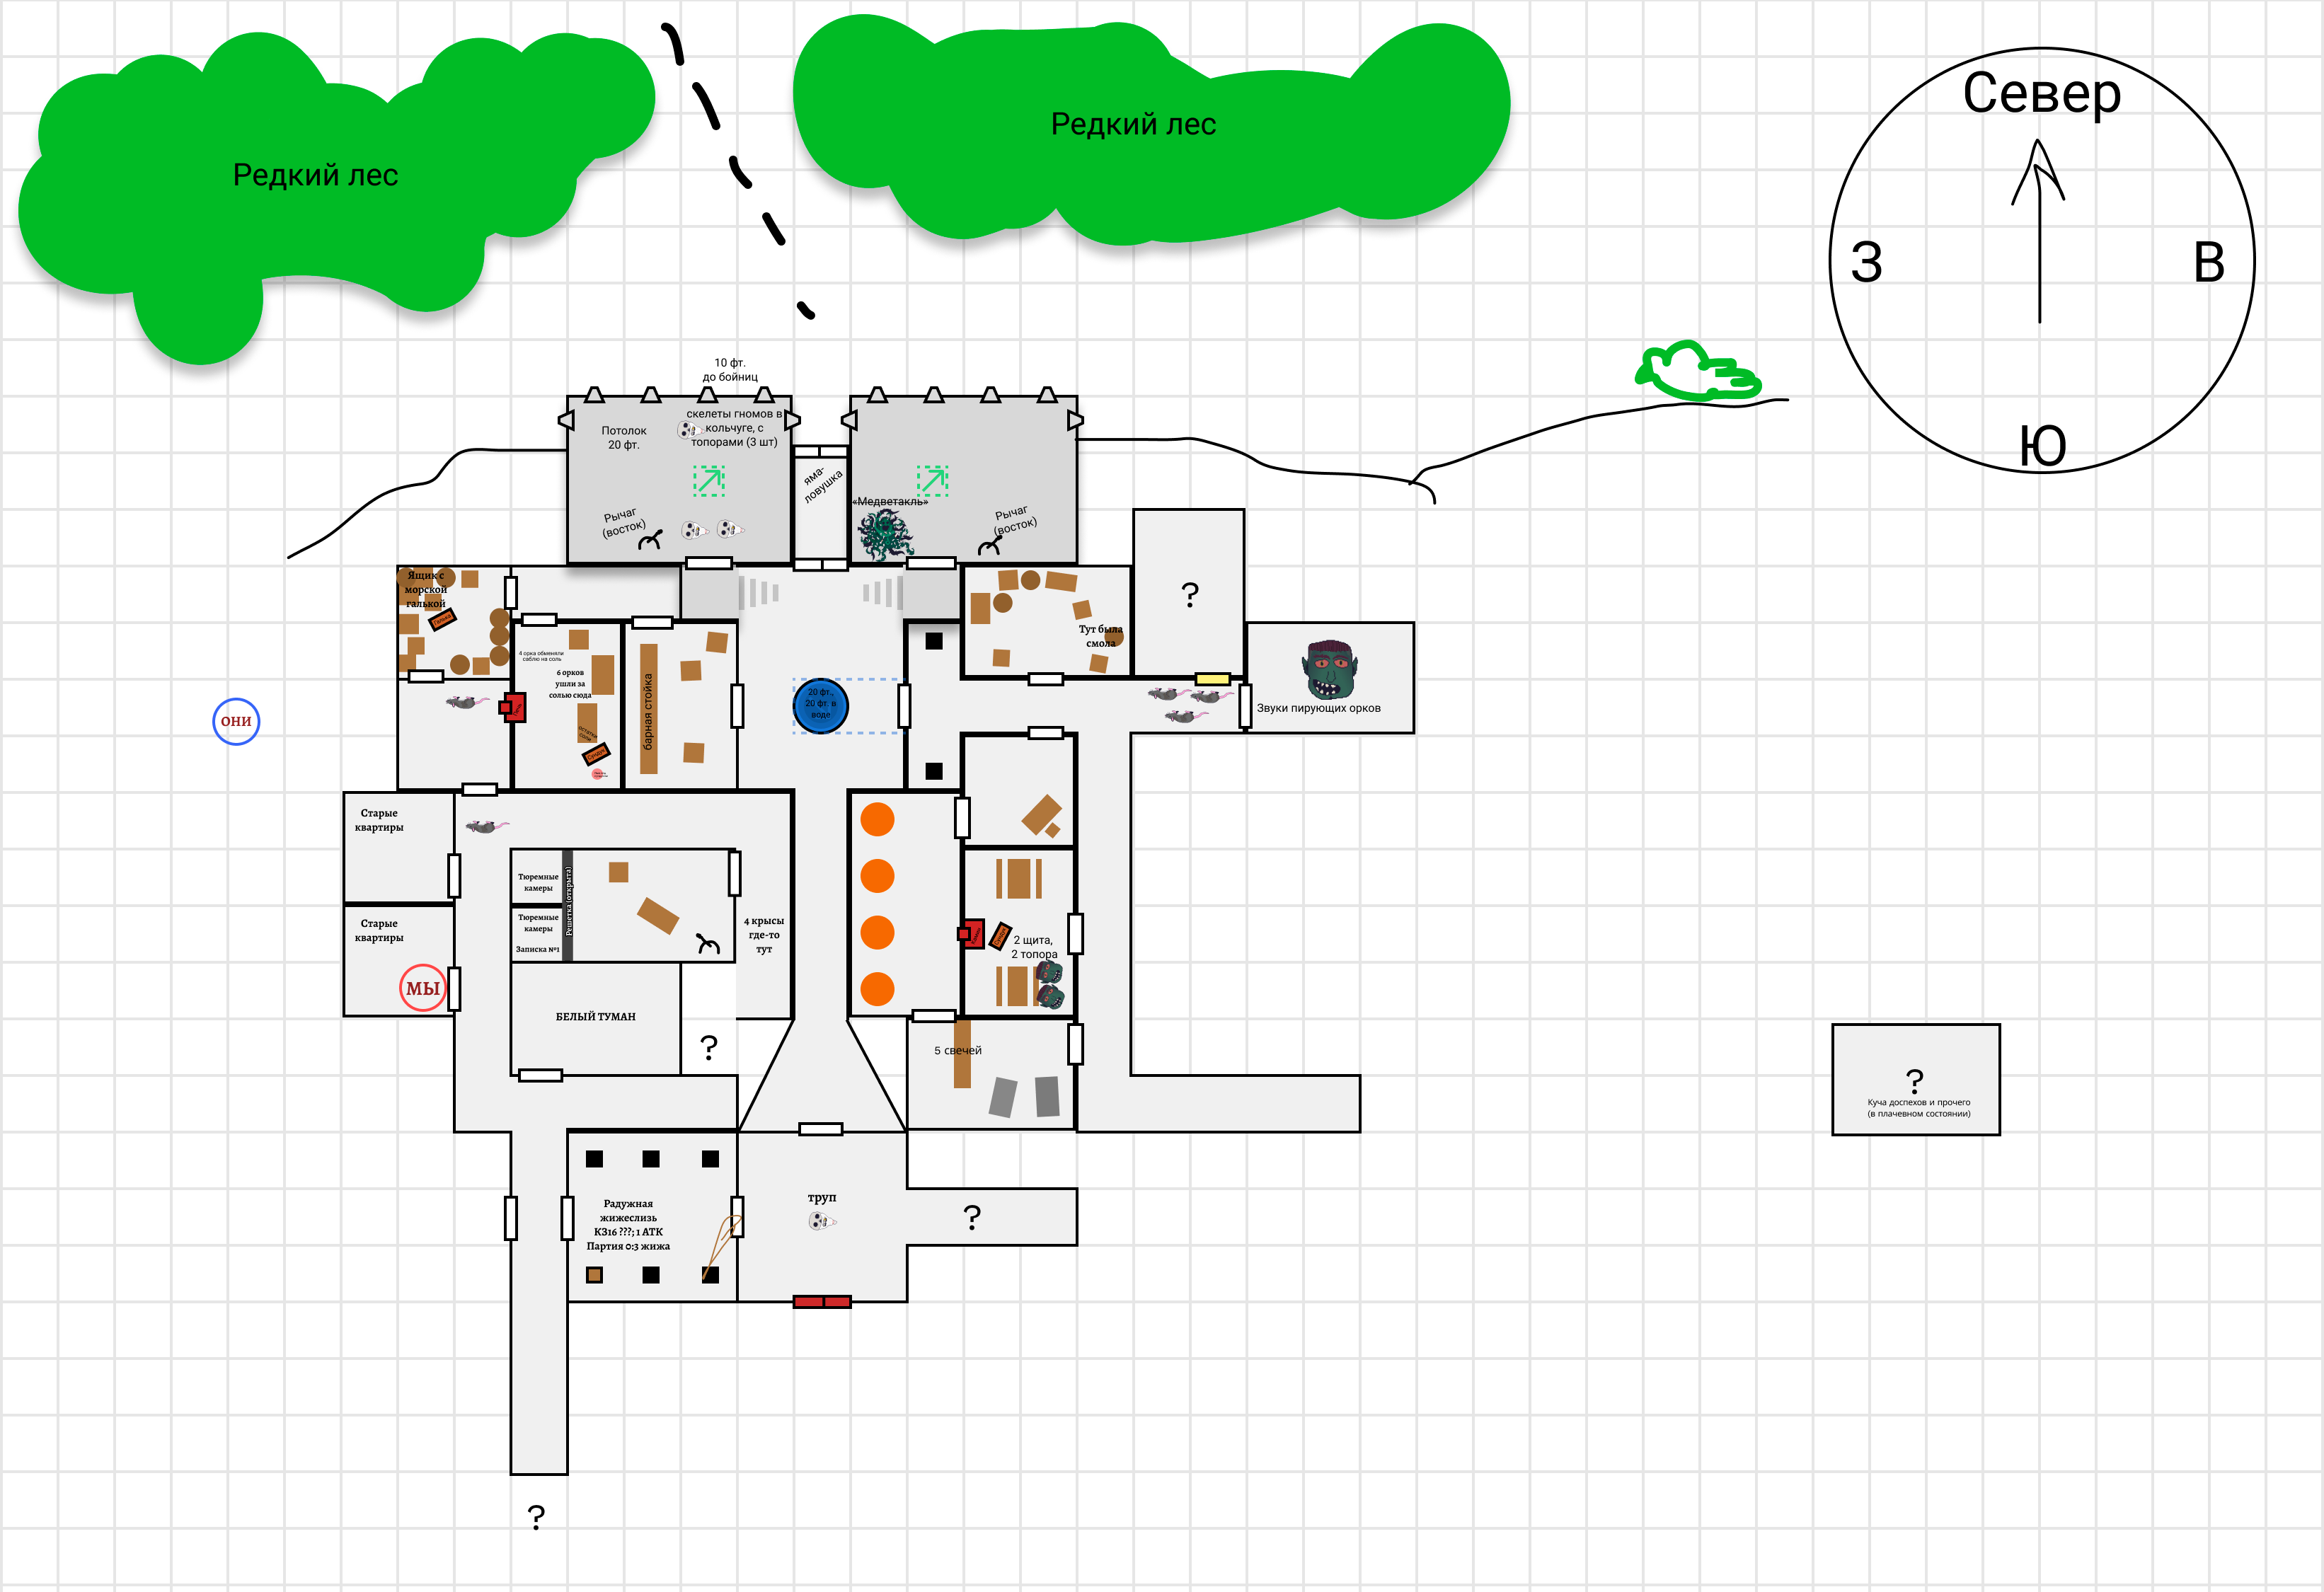 Север
З
В
Ю
Редкий лес
Редкий лес
10 фт.
до бойниц
Потолок
20 фт.
скелеты гномов в
кольчуге, с
топорами (3 шт)
яма-
ловушка
«Медветакль»
Рычаг
(восток)
Рычаг
(восток)
Ящик с
морской
галькой
Галька
4 орка обменяли
саблю на соль
6 орков
ушли за
солью сюда
остатки
соли
Сундук
барная стойка
20 фт.,
20 фт. в
воде
Тут была
смола
?
Звуки пирующих орков
ОНИ
Старые
квартиры
Старые
квартиры
МЫ
Тюремные
камеры
Тюремные
камеры
Записка №1
Решетка (открыта)
4 крысы
где-то
тут
БЕЛЫЙ ТУМАН
?
Сундук
2 щита,
2 топора
5 свечей
?
Куча доспехов и прочего
(в плачевном состоянии)
Радужная
жижеслизь
КЗ16 ???; 1 АТК
Партия 0:3 жижа
труп
?
?